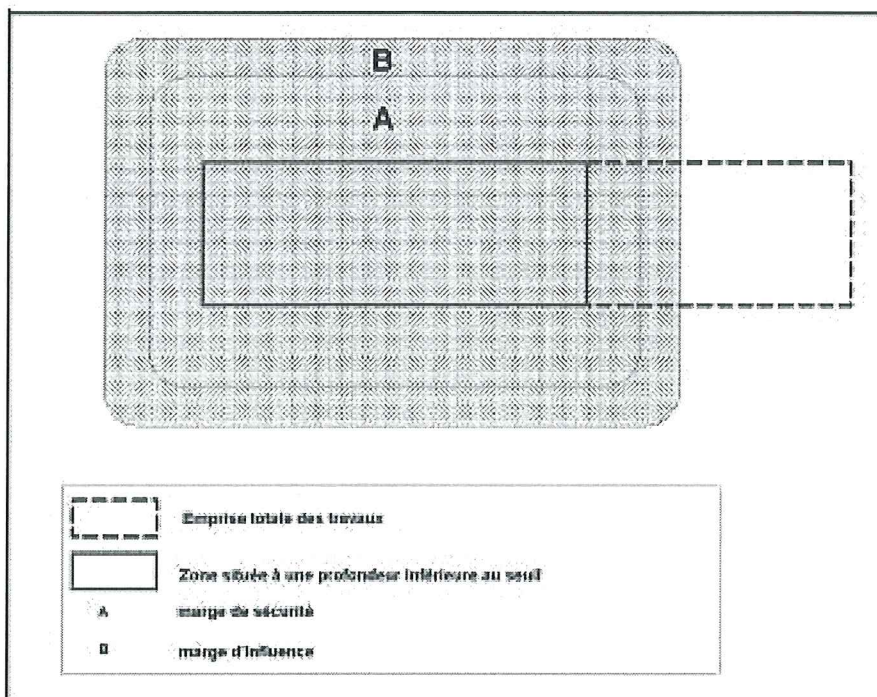 B
A
Emprise totale des travaux
Zone située à une profondeur inférieure au seuil
A marge de sécurité
B marge d'influence